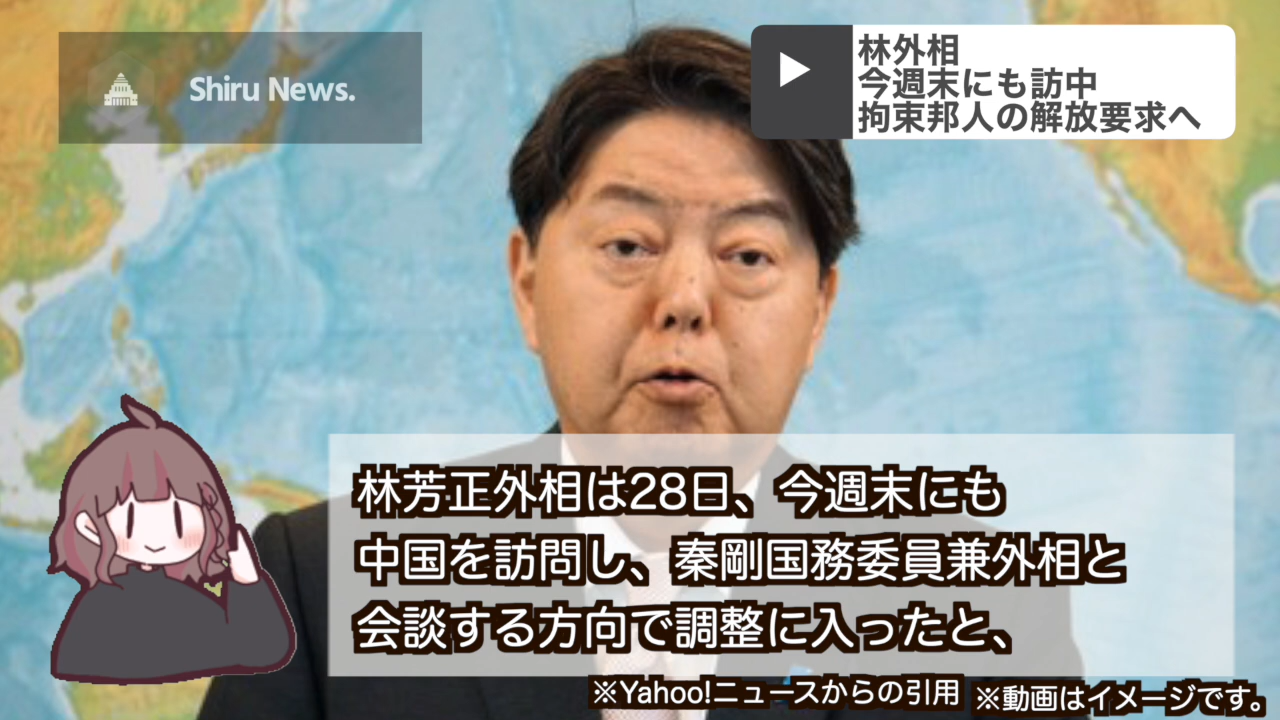 Shiru News.
林外相
今週末にも訪中
拘束邦人の解放要求へ
林芳正外相は28日、今週末にも
中国を訪問し、秦剛国務委員兼外相と
会談する方向で調整に入ったと、
※Yahoo!ニュースからの引用
※動画はイメージです。